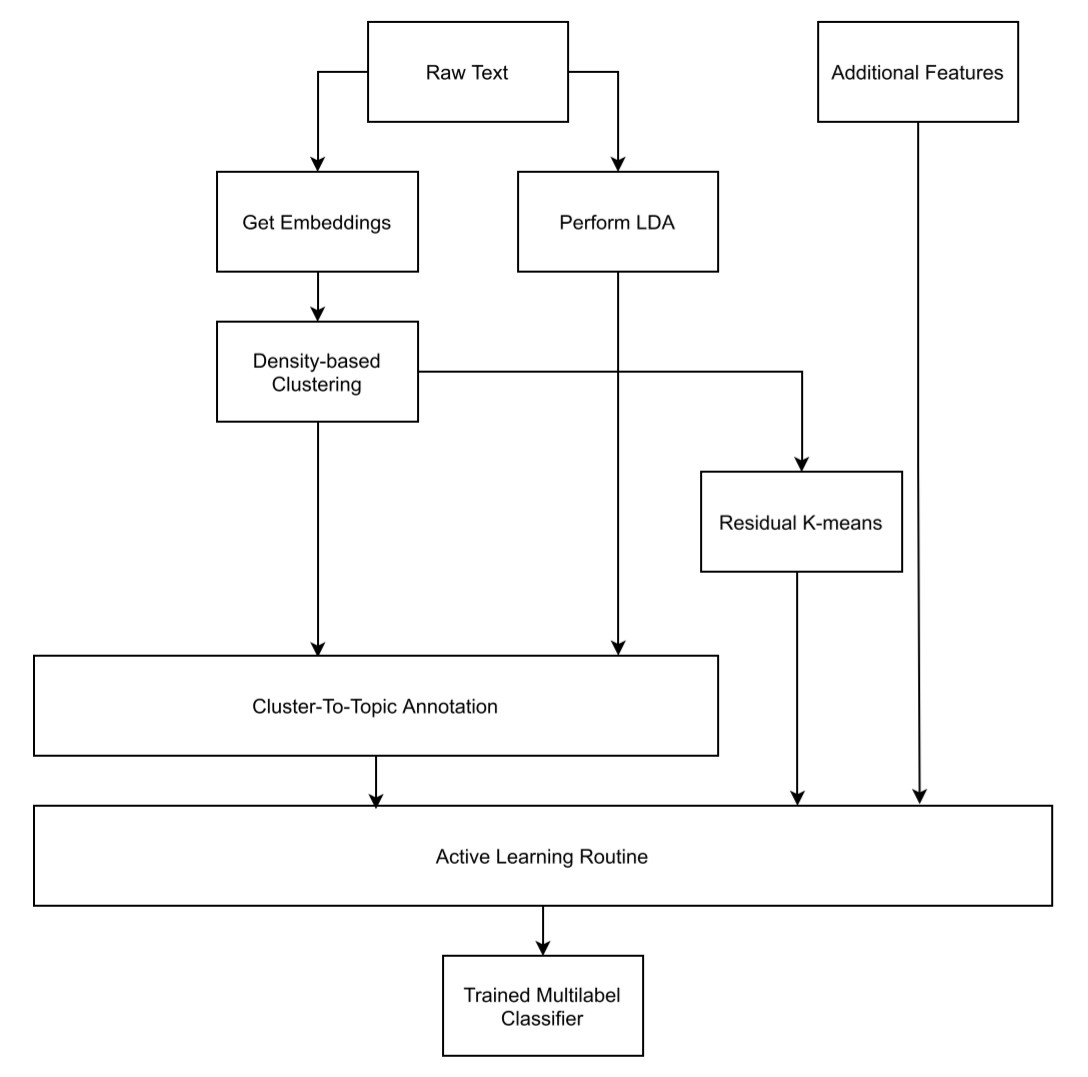 Raw Text
Additional Features
Get Embeddings
Perform LDA
Density-based
Clustering
Residual K-means
Cluster-To-Topic Annotation
Active Learning Routine
Trained Multilabel
Classifier